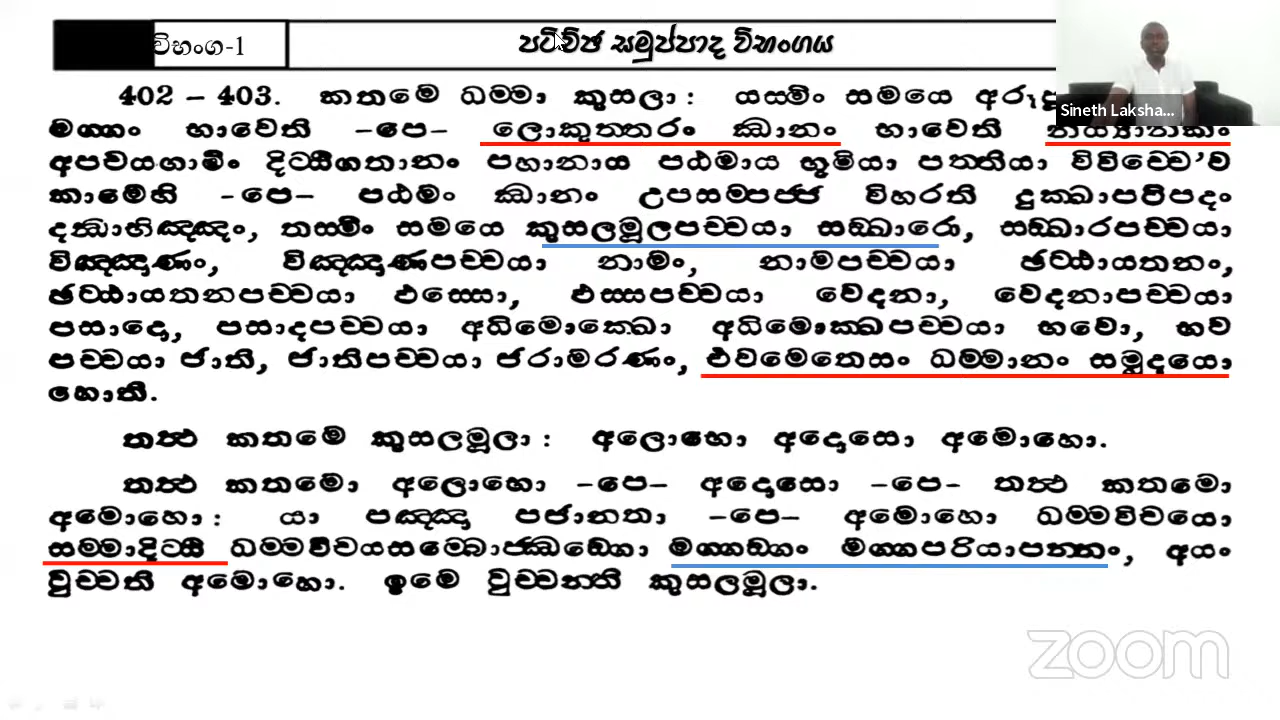 විභංග-1
පටිච්ඡ සමුප්පාද විභංගය
Sineth Laksha...
402 – 403. කතමේ ධම්මා කුසලා : යස්මිං සමයෙ
මග්ගං භාවෙති -පෙ- ලොකුත්තරං ඣානං භාවෙති නිය්‍යානිකං
අපචයගාමිං දිට්ඨිගතානං පහානාය පඨමාය භූමියා පත්තියා විවිච්චෙ’ව
කාමෙහි -පෙ- පඨමං ඣානං උපසම්පජ්ජ විහරති දුක්ඛාපටිපදං
දන්‍ධාභිඤ්ඤං, තස්මිං සමයෙ කුසලමූලපච්චයා සඞ්ඛාරො, සඞ්ඛාරපච්චයා
විඤ්ඤාණං, විඤ්ඤාණපච්චයා නාමං, නාමපච්චයා ඡට්ඨායතනං,
ඡට්ඨායතනපච්චයා ඵස්සො, ඵස්සපච්චයා වේදනා, වේදනාපච්චයා
පසාදො, පසාදපච්චයා අධිමොක්ඛො අධිමොක්ඛපච්චයා භවො, භව
පච්චයා ජාති, ජාතිපච්චයා ජරාමරණං, එවමෙතෙසං ධම්මානං සමුදයො
හොති.
තත්‍ථ කතමේ කුසලමූලා : අලොභො අදොසො අමොහො.
තත්‍ථ කතමො අලොභො -පෙ- අදොසො -පෙ- තත්‍ථ කතමො
අමොහො : යා පඤ්ඤා පජානනා -පෙ- අමොහො ධම්මවිචයො
සම්මාදිට්ඨි ධම්මවිචයසම්බොජ්ඣඞ්ගො මග්ගඞ්ගං මග්ගපරියාපන්නං, අයං
වුච්චති අමොහො. ඉමෙ වුච්චන්ති කුසලමූලා.
zoom